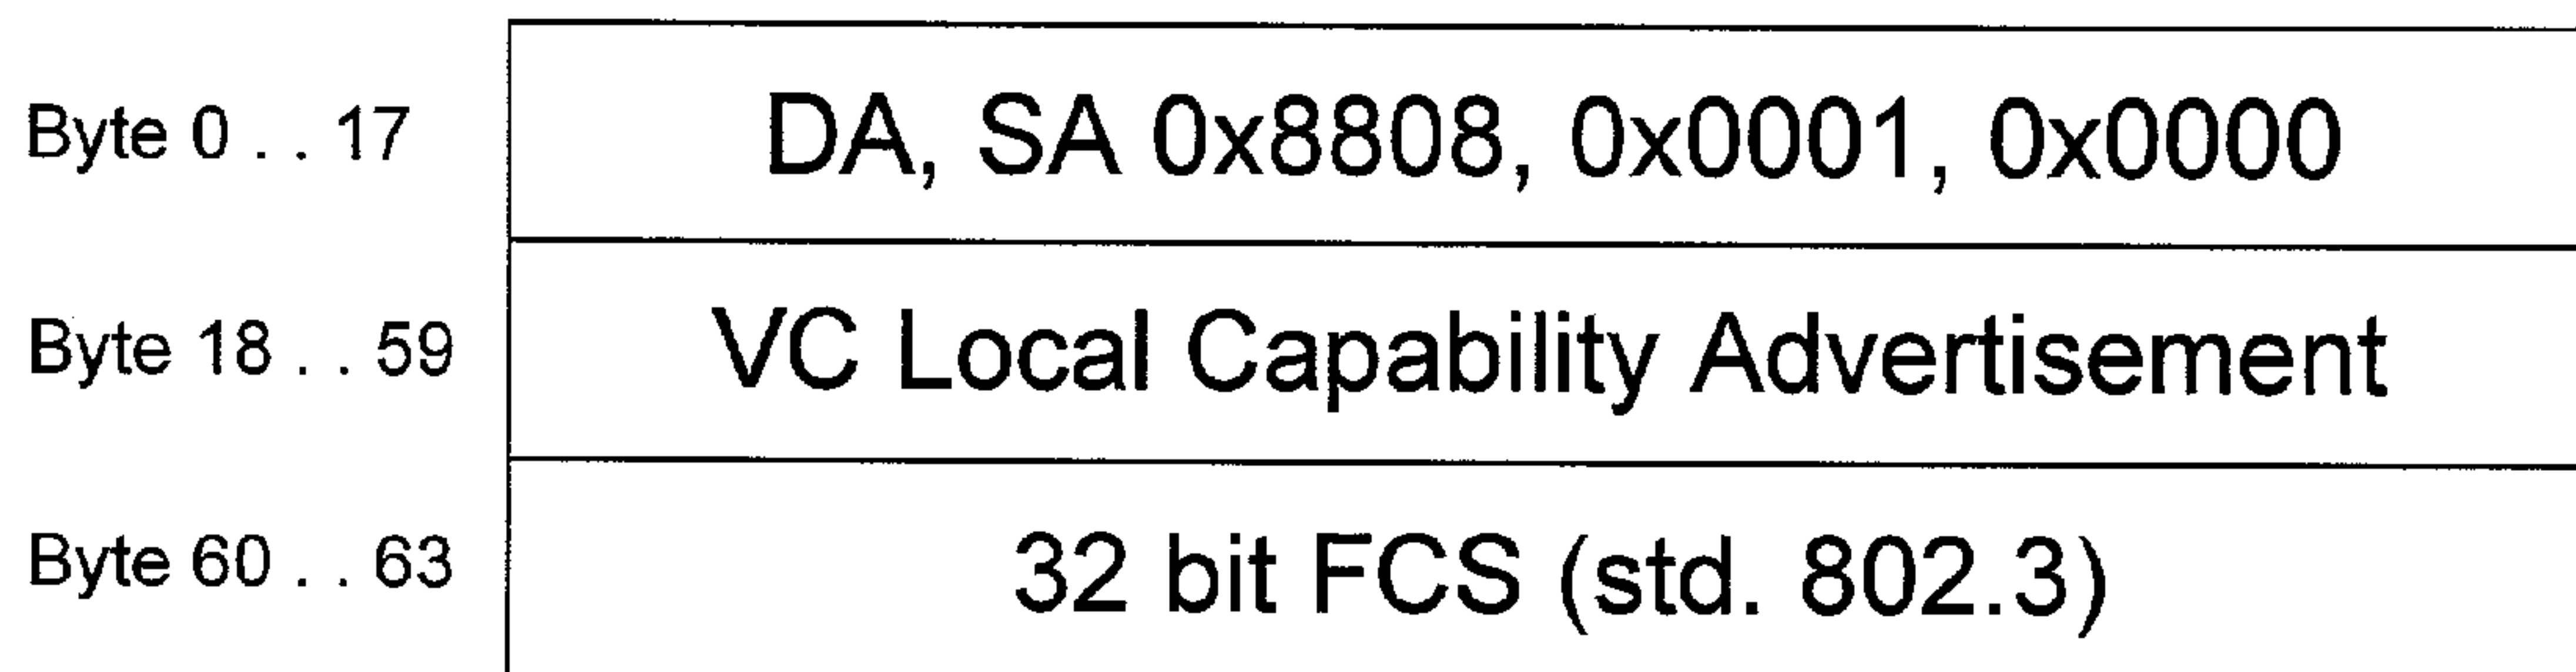 Byte 0 . . 17 DA, SA 0x8808, 0x0001, 0x0000
Byte 18 . . 59 VC Local Capability Advertisement
Byte 60 . . 63 32 bit FCS (std. 802.3)